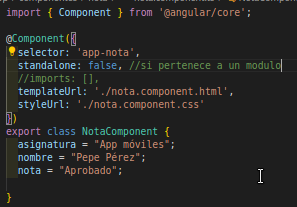 import { Component } from '@angular/core';
@Component({
selector: 'app-nota',
standalone: false, //si pertenece a un modulo
//imports: [],
templateUrl: './nota.component.html',
styleUrl: './nota.component.css'
})
export class NotaComponent {
asignatura = "App móviles";
nombre = "Pepe Pérez";
nota = "Aprobado";
}